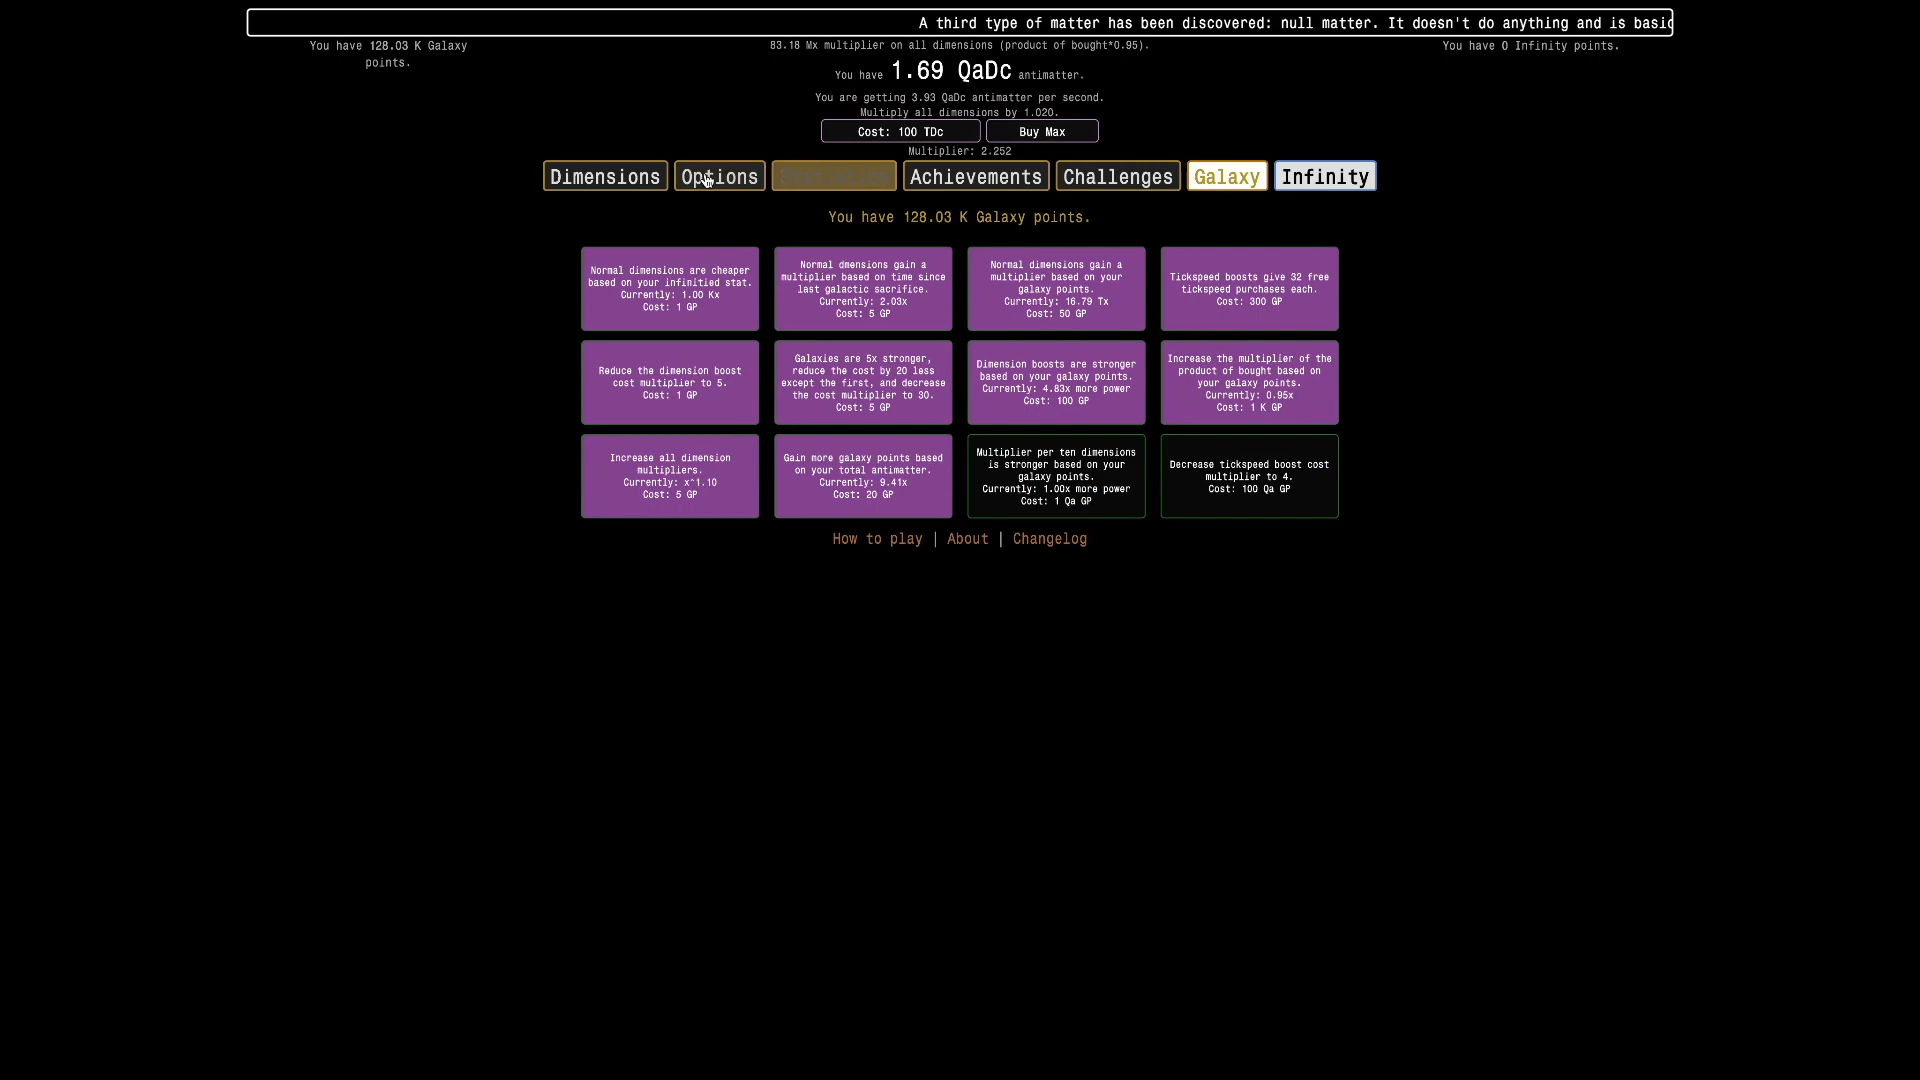 A third type of matter has been discovered: null matter. It doesn't do anything and is basic
You have 128.03 K Galaxy
points.
83.18 Mx multiplier on all dimensions (product of bought*0.95).
You have 0 Infinity points.
You have 1.69 QaDc antimatter.
You are getting 3.93 QaDc antimatter per second.
Multiply all dimensions by 1.020.
Cost: 100 TDc
Buy Max
Multiplier: 2.252
Dimensions
Options
Statistics
Achievements
Challenges
Galaxy
Infinity
You have 128.03 K Galaxy points.
Normal dimensions are cheaper
based on your infinitied stat.
Currently: 1.00 Kx
Cost: 1 GP
Normal dmensions gain a
multiplier based on time since
last galactic sacrifice.
Currently: 2.03x
Cost: 5 GP
Normal dimensions gain a
multiplier based on your
galaxy points.
Currently: 16.79 Tx
Cost: 50 GP
Tickspeed boosts give 32 free
tickspeed purchases each.
Cost: 300 GP
Reduce the dimension boost
cost multiplier to 5.
Cost: 1 GP
Galaxies are 5x stronger,
reduce the cost by 20 less
except the first, and decrease
the cost multiplier to 30.
Cost: 5 GP
Dimension boosts are stronger
based on your galaxy points.
Currently: 4.83x more power
Cost: 100 GP
Increase the multiplier of the
product of bought based on
your galaxy points.
Currently: 0.95x
Cost: 1 K GP
Increase all dimension
multipliers.
Currently: x^1.10
Cost: 5 GP
Gain more galaxy points based
on your total antimatter.
Currently: 9.41x
Cost: 20 GP
Multiplier per ten dimensions
is stronger based on your
galaxy points.
Currently: 1.00x more power
Cost: 1 Qa GP
Decrease tickspeed boost cost
multiplier to 4.
Cost: 100 Qa GP
How to play | About | Changelog